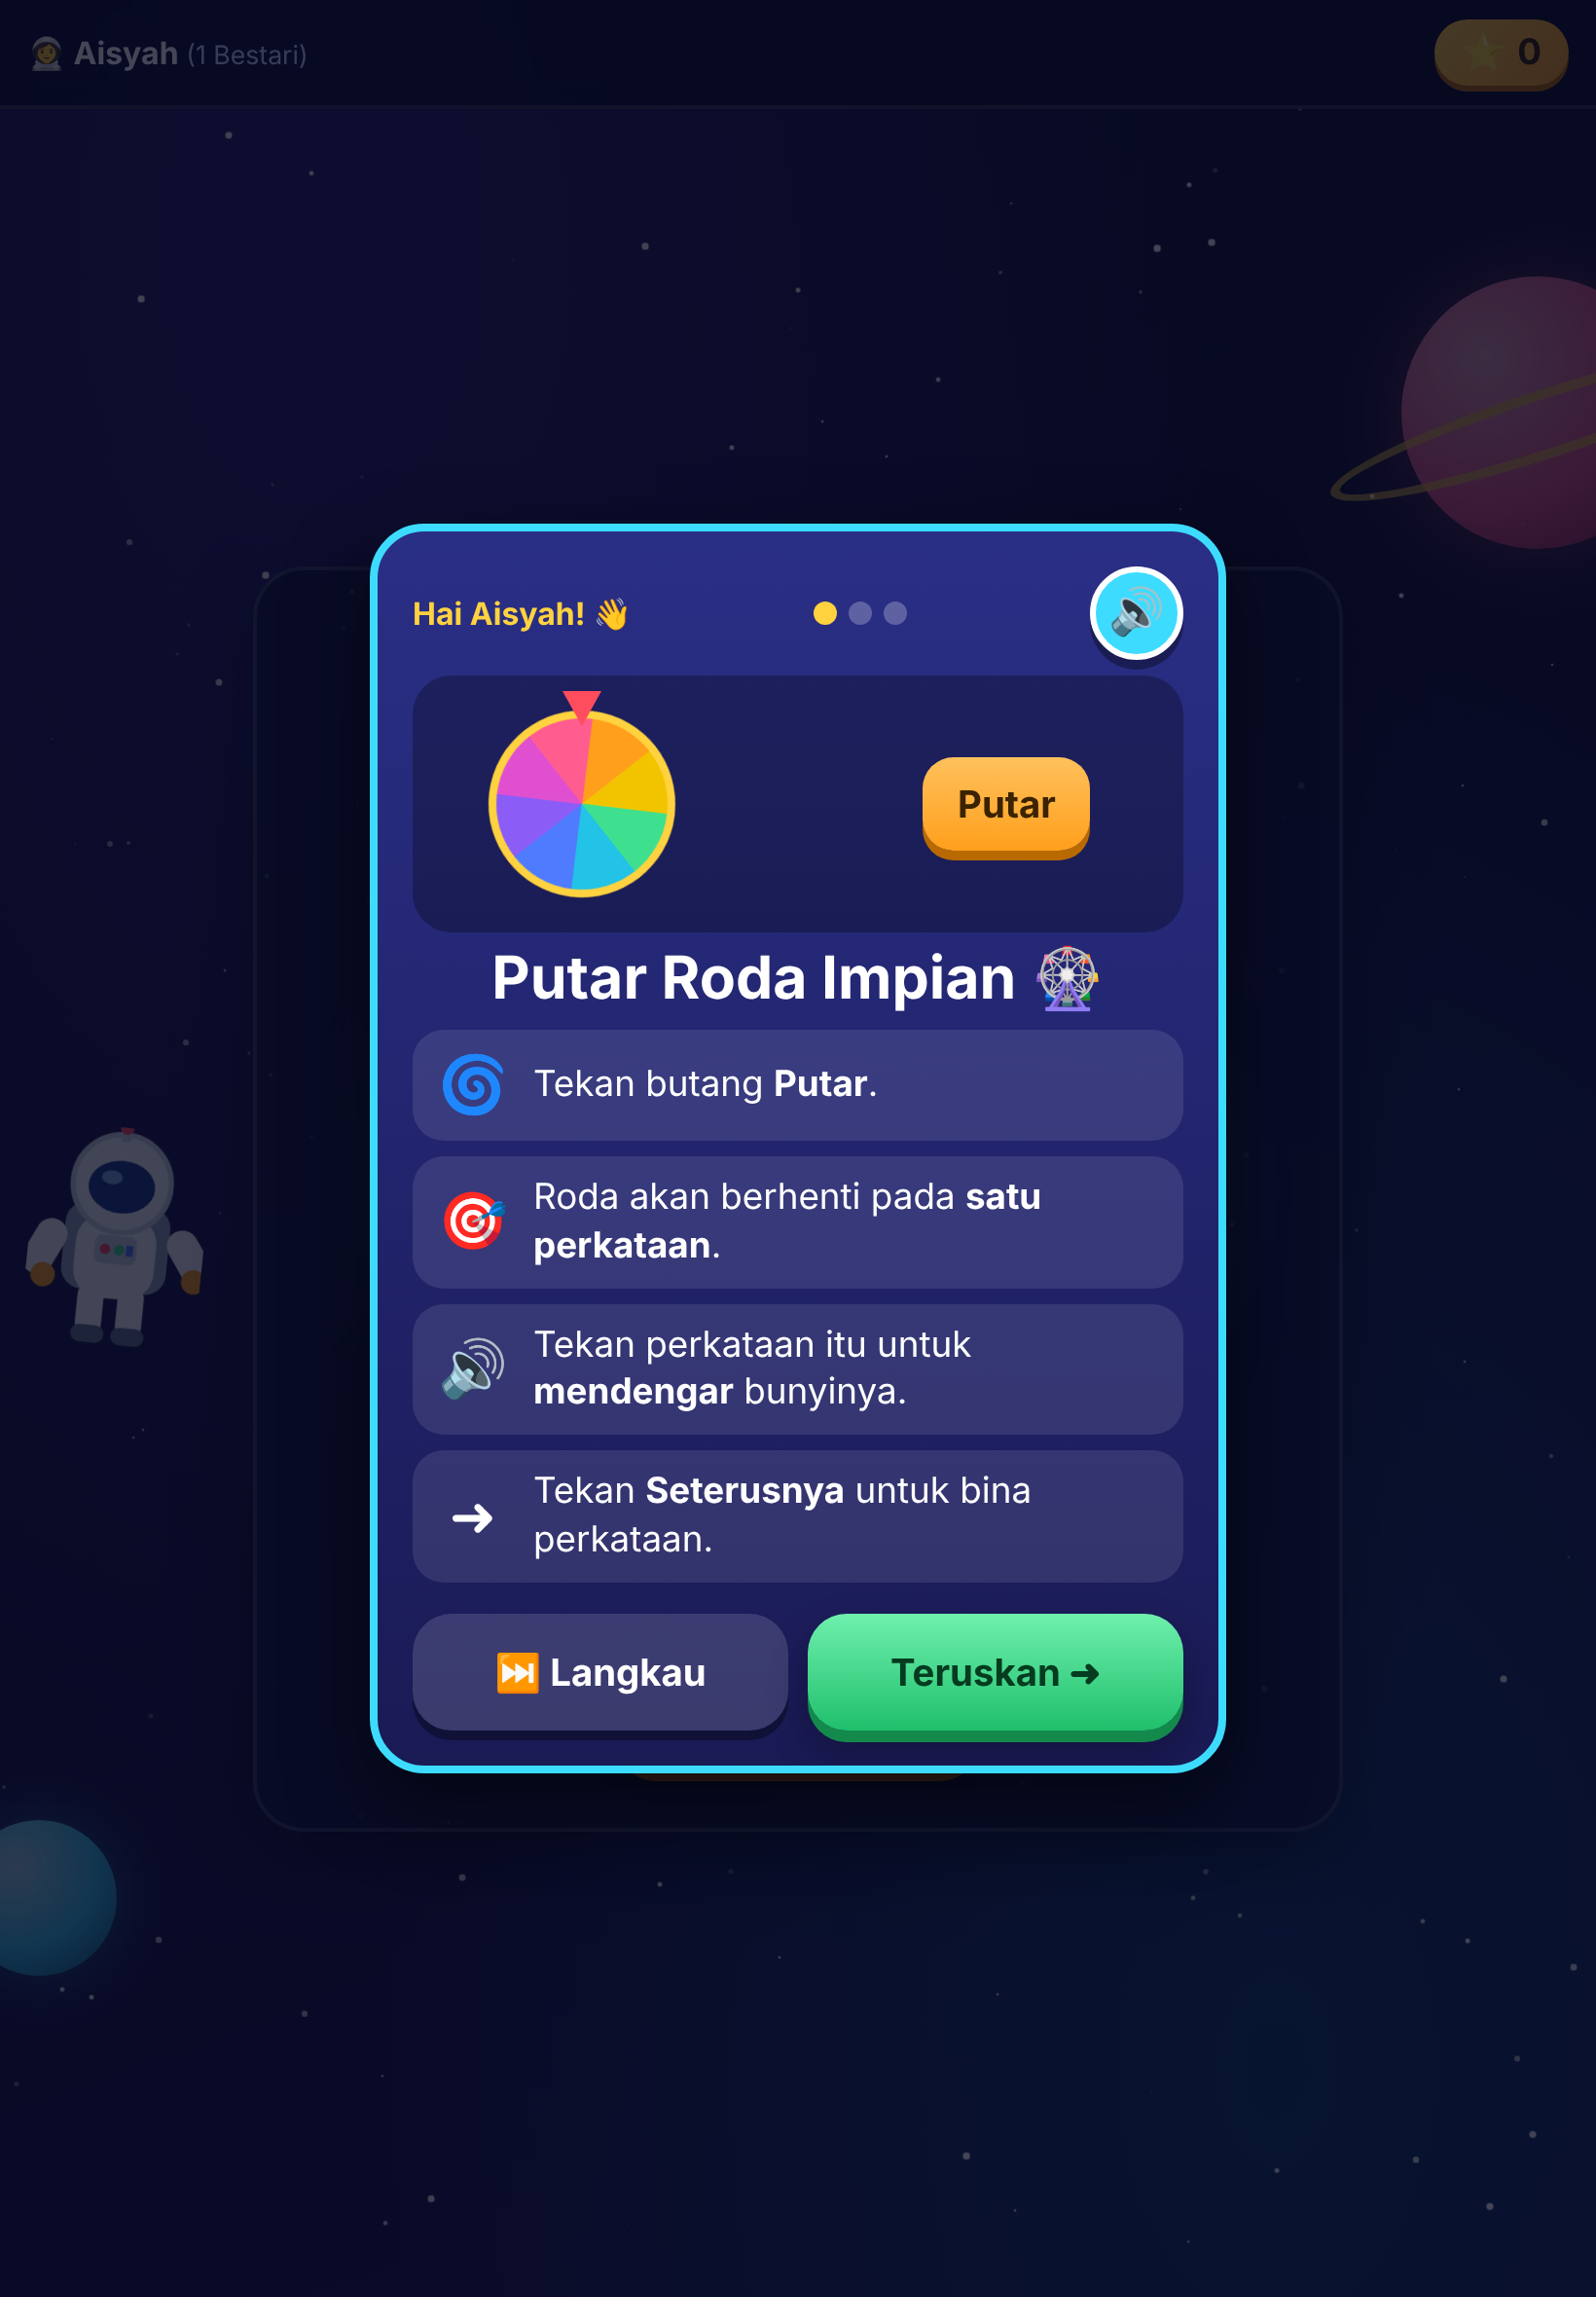 Aisyah (1 Bestari)
0
Hai Aisyah!
Putar
Putar Roda Impian
Tekan butang Putar.
Roda akan berhenti pada satu
perkataan.
Tekan perkataan itu untuk
mendengar bunyinya.
Tekan Seterusnya untuk bina
perkataan.
Langkau
Teruskan ➜